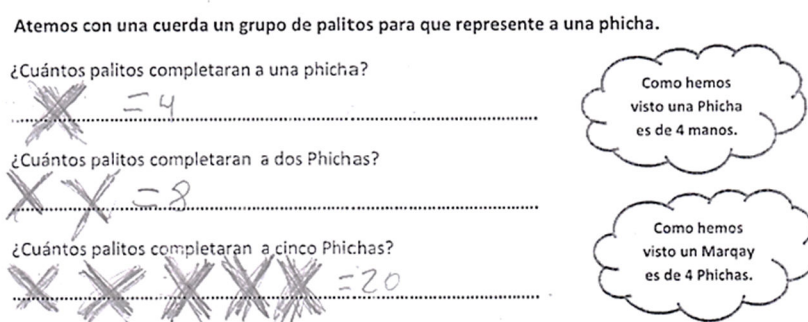 Atemos con una cuerda un grupo de palitos para que represente a una phicha.
¿Cuántos palitos completaran a una phicha?
= 4
¿Cuántos palitos completaran a dos Phichas?
= 8
¿Cuántos palitos completaran a cinco Phichas?
= 20
Como hemos
visto una Phicha
es de 4 manos.
Como hemos
visto un Marqay
es de 4 Phichas.